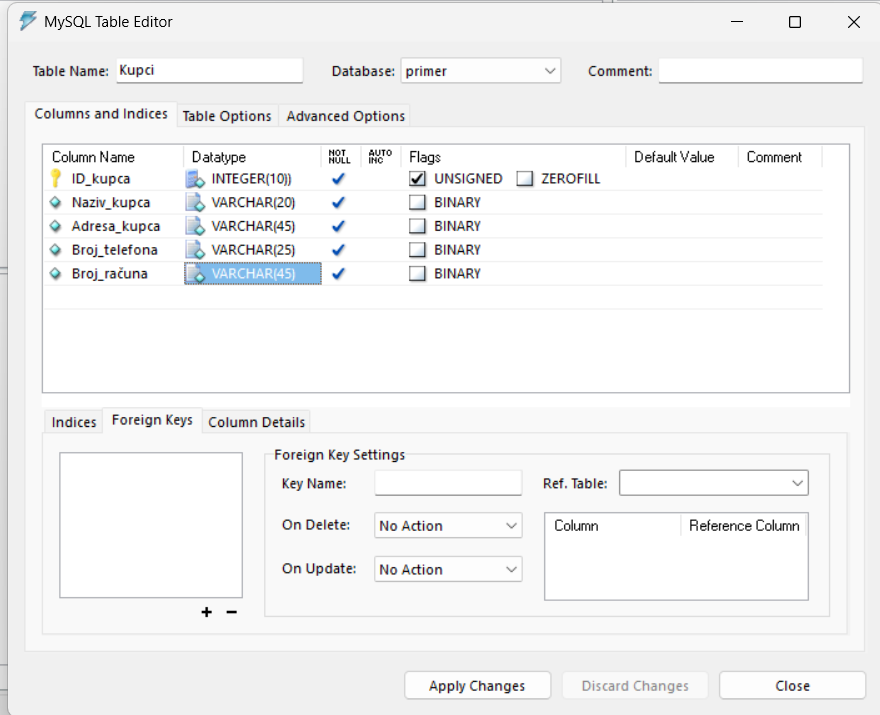 MySQL Table Editor
Table Name: Kupci Database: primer Comment:
Columns and Indices Table Options Advanced Options
Column Name Datatype NOT NULL AUTO INC Flags Default Value Comment
ID_kupca INTEGER(10)) UNSIGNED ZEROFILL
Naziv_kupca VARCHAR(20) BINARY
Adresa_kupca VARCHAR(45) BINARY
Broj_telefona VARCHAR(25) BINARY
Broj_računa VARCHAR(45) BINARY
Indices Foreign Keys Column Details
Foreign Key Settings
Key Name: Ref. Table:
On Delete: No Action Column Reference Column
On Update: No Action
Apply Changes Discard Changes Close